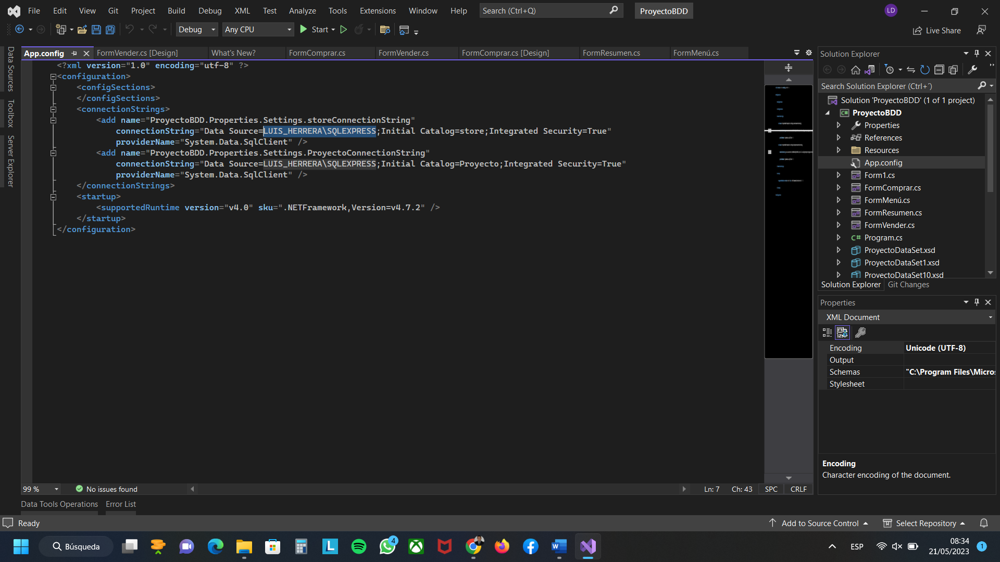 File Edit View Git Project Build Debug XML Test Analyze Tools Extensions Window Help Search (Ctrl+Q) ProyectoBDD LD
Debug Any CPU Start Live Share
App.config FormVender.cs [Design] What's New? FormComprar.cs FormVender.cs FormComprar.cs [Design] FormResumen.cs FormMenú.cs
Data Sources
Toolbox
Server Explorer
<?xml version="1.0" encoding="utf-8" ?>
<configuration>
<configSections>
</configSections>
<connectionStrings>
<add name="ProyectoBDD.Properties.Settings.storeConnectionString"
connectionString="Data Source=LUIS_HERRERA\SQLEXPRESS;Initial Catalog=store;Integrated Security=True"
providerName="System.Data.SqlClient" />
<add name="ProyectoBDD.Properties.Settings.ProyectoConnectionString"
connectionString="Data Source=LUIS_HERRERA\SQLEXPRESS;Initial Catalog=Proyecto;Integrated Security=True"
providerName="System.Data.SqlClient" />
</connectionStrings>
<startup>
<supportedRuntime version="v4.0" sku=".NETFramework,Version=v4.7.2" />
</startup>
</configuration>
99 % No issues found Ln: 7 Ch: 43 SPC CRLF
Data Tools Operations Error List
Solution Explorer
Search Solution Explorer (Ctrl+´)
Solution 'ProyectoBDD' (1 of 1 project)
ProyectoBDD
Properties
References
Resources
App.config
Form1.cs
FormComprar.cs
FormMenú.cs
FormResumen.cs
FormVender.cs
C# Program.cs
ProyectoDataSet.xsd
ProyectoDataSet1.xsd
ProyectoDataSet10.xsd
Solution Explorer Git Changes
Properties
XML Document
Encoding Unicode (UTF-8)
Output
Schemas "C:\Program Files\Micros
Stylesheet
Encoding
Character encoding of the document.
Ready Add to Source Control Select Repository
Búsqueda 4 ESP 08:34
21/05/2023 1